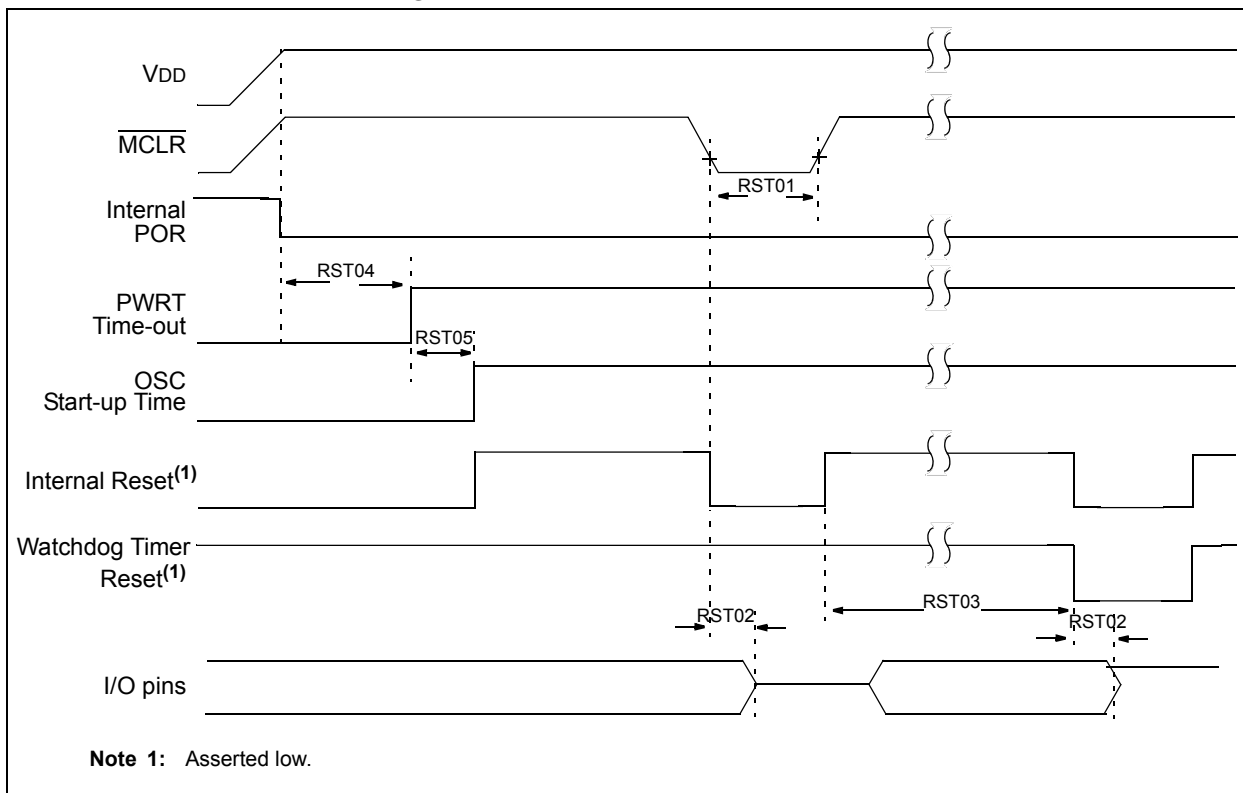 VDD
MCLR
RST01
Internal
POR
RST04
PWRT
Time-out
RST05
OSC
Start-up Time
Internal Reset(1)
Watchdog Timer
Reset(1)
RST03
RST02
RST02
I/O pins
Note 1: Asserted low.